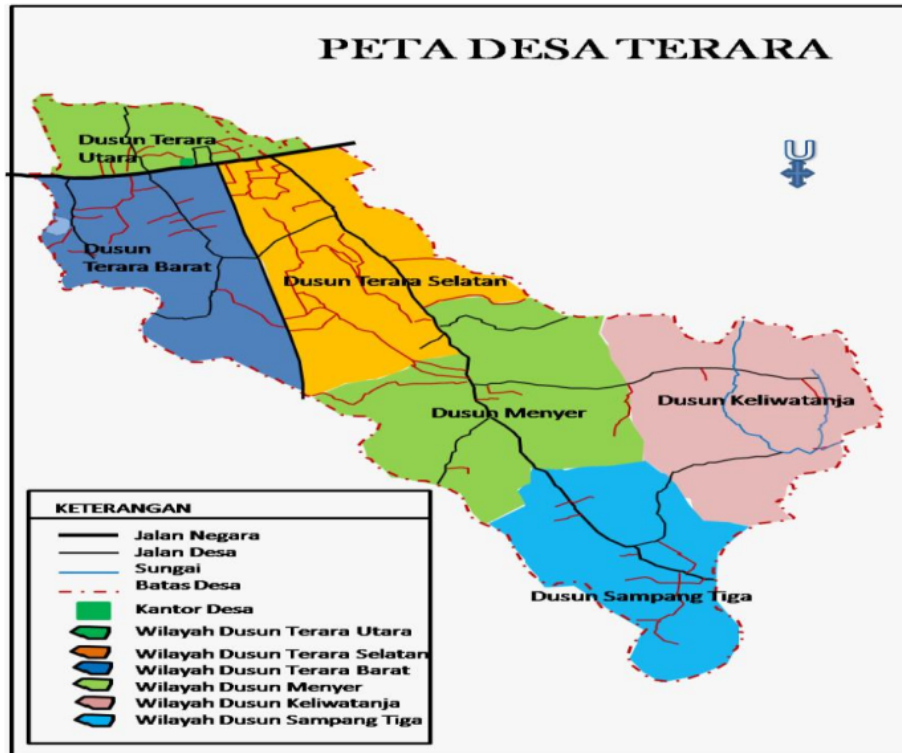 PETA DESA TERARA
U
Dusun Terara
Utara
Dusun
Terara Barat
Dusun Terara Selatan
Dusun Menyer
Dusun Keliwatanja
Dusun Sampang Tiga
KETERANGAN
Jalan Negara
Jalan Desa
Sungai
Batas Desa
Kantor Desa
Wilayah Dusun Terara Utara
Wilayah Dusun Terara Selatan
Wilayah Dusun Terara Barat
Wilayah Dusun Menyer
Wilayah Dusun Keliwatanja
Wilayah Dusun Sampang Tiga